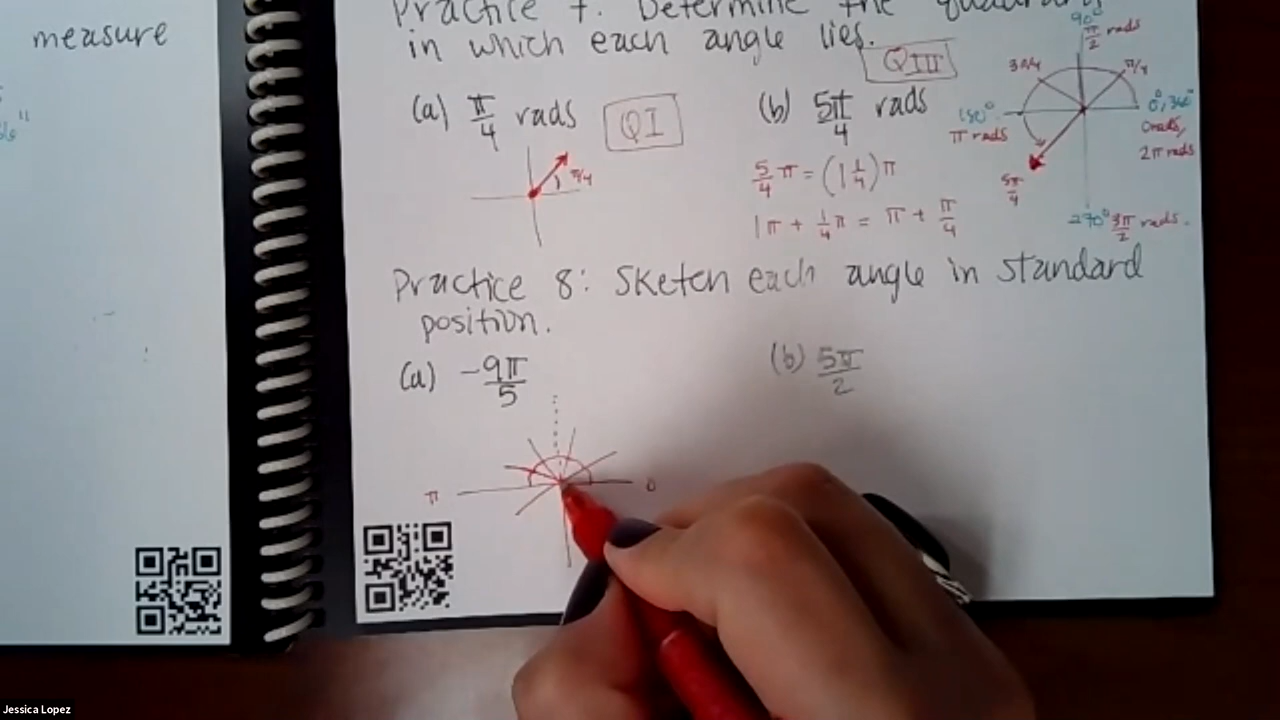 measure
Practice 7: Determine the quadrant
in which each angle lies.
QIII
(a) π/4 rads
QI
π/4
(b) 5π/4 rads
5/4 π = (1 1/4)π
1π + 1/4 π = π + π/4
90°
π/2 rads
3π/4
π/4
180°
π rads
0°, 360°
0 rads,
2π rads
5π/4
270° 3π/2 rads.
Practice 8: Sketch each angle in standard
position.
(a) -9π/5
(b) 5π/2
π
0
Jessica Lopez